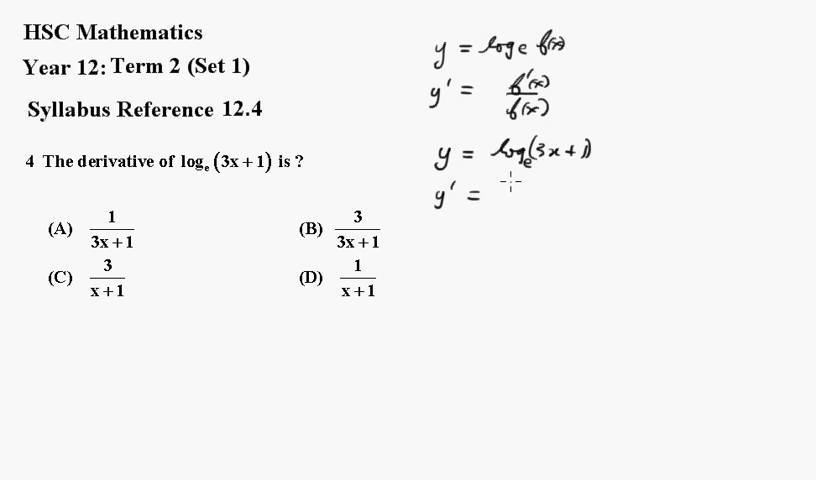 HSC Mathematics
Year 12: Term 2 (Set 1)
Syllabus Reference 12.4
4 The derivative of logₑ (3x+1) is ?
(A) 1/(3x+1) (B) 3/(3x+1)
(C) 3/(x+1) (D) 1/(x+1)
y = logₑ f(x)
y' = f'(x)/f(x)
y = logₑ(3x+1)
y' =